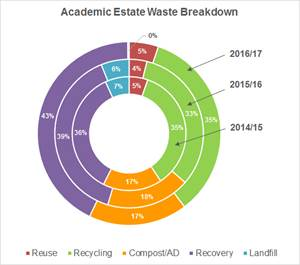 Academic Estate Waste Breakdown
0%
5%
2016/17
6% 4%
2015/16
7% 5%
43% 33% 35%
2014/15
39% 36% 35%
17%
18%
17%
Reuse Recycling Compost/AD Recovery Landfill